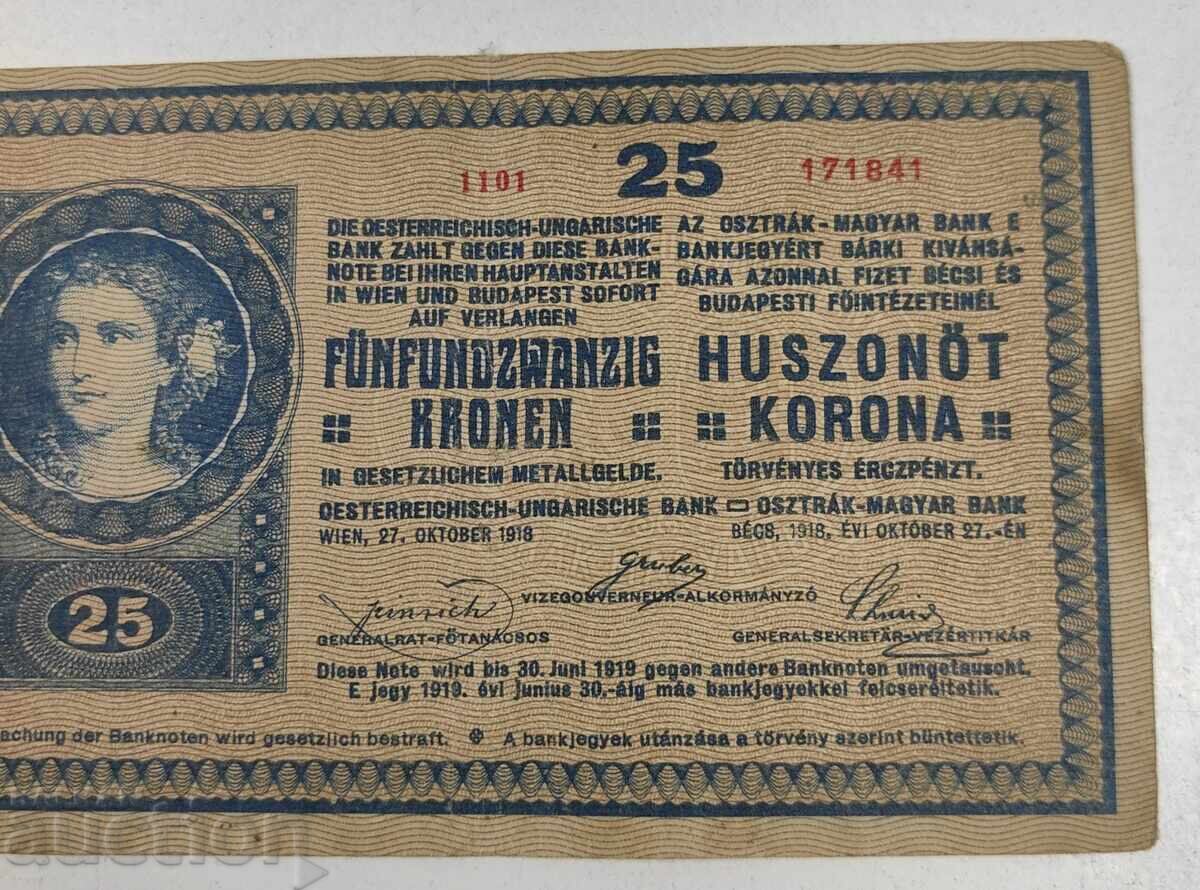 1101 25 171841
DIE OESTERREICHISCH-UNGARISCHE
BANK ZAHLT GEGEN DIESE BANK-
NOTE BEI IHREN HAUPTANSTALTEN
IN WIEN UND BUDAPEST SOFORT
AUF VERLANGEN
FÜNFUNDZWANZIG
KRONEN
IN GESETZLICHEM METALLGELDE.
AZ OSZTRÁK-MAGYAR BANK E
BANKJEGYÉRT BÁRKI KIVÁNSÁ-
GÁRA AZONNAL FIZET BÉCSI ÉS
BUDAPESTI FŐINTÉZETEINÉL
HUSZONÖT
KORONA
TÖRVÉNYES ÉRCZPÉNZT.
OESTERREICHISCH-UNGARISCHE BANK OSZTRÁK-MAGYAR BANK
WIEN, 27. OKTOBER 1918 BÉCS, 1918. ÉVI OKTÓBER 27.-ÉN
Gruber
VIZEGOUVERNEUR-ALKORMÁNYZÓ
Schmid
GENERALRAT-FŐTANÁCSOS GENERALSEKRETÄR-VEZÉRTITKÁR
25
Diese Note wird bis 30. Juni 1919 gegen andere Banknoten umgetauscht.
E jegy 1919. évi junius 30.-áig más bankjegyekkel felcseréltetik.
achung der Banknoten wird gesetzlich bestraft. A bankjegyek utánzása a törvény szerint büntettetik.
auction